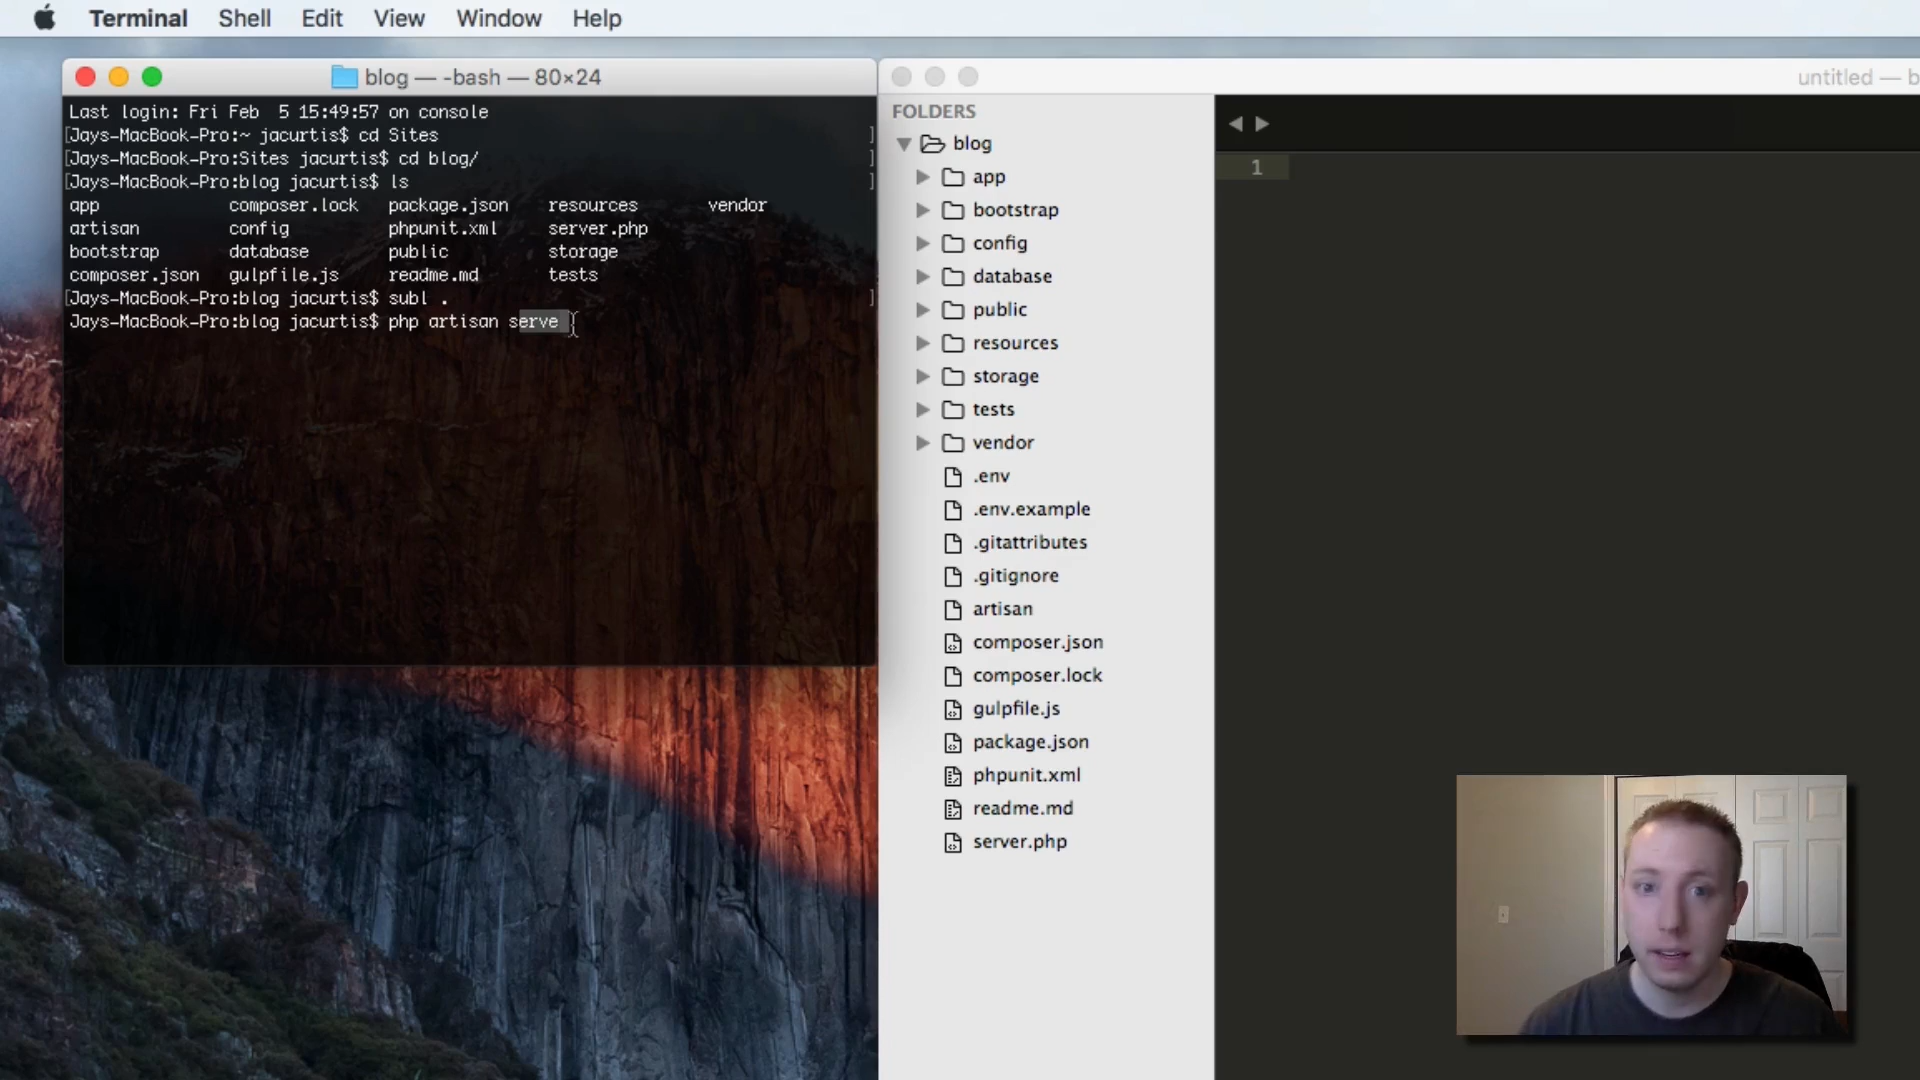 Terminal Shell Edit View Window Help
blog — -bash — 80×24
Last login: Fri Feb  5 15:49:57 on console
[Jays-MacBook-Pro:~ jacurtis$ cd Sites ]
[Jays-MacBook-Pro:Sites jacurtis$ cd blog/ ]
[Jays-MacBook-Pro:blog jacurtis$ ls ]
app composer.lock package.json resources vendor
artisan config phpunit.xml server.php
bootstrap database public storage
composer.json gulpfile.js readme.md tests
[Jays-MacBook-Pro:blog jacurtis$ subl . ]
Jays-MacBook-Pro:blog jacurtis$ php artisan serve
untitled — b
FOLDERS
blog
app
bootstrap
config
database
public
resources
storage
tests
vendor
.env
.env.example
.gitattributes
.gitignore
artisan
composer.json
composer.lock
gulpfile.js
package.json
phpunit.xml
readme.md
server.php
1